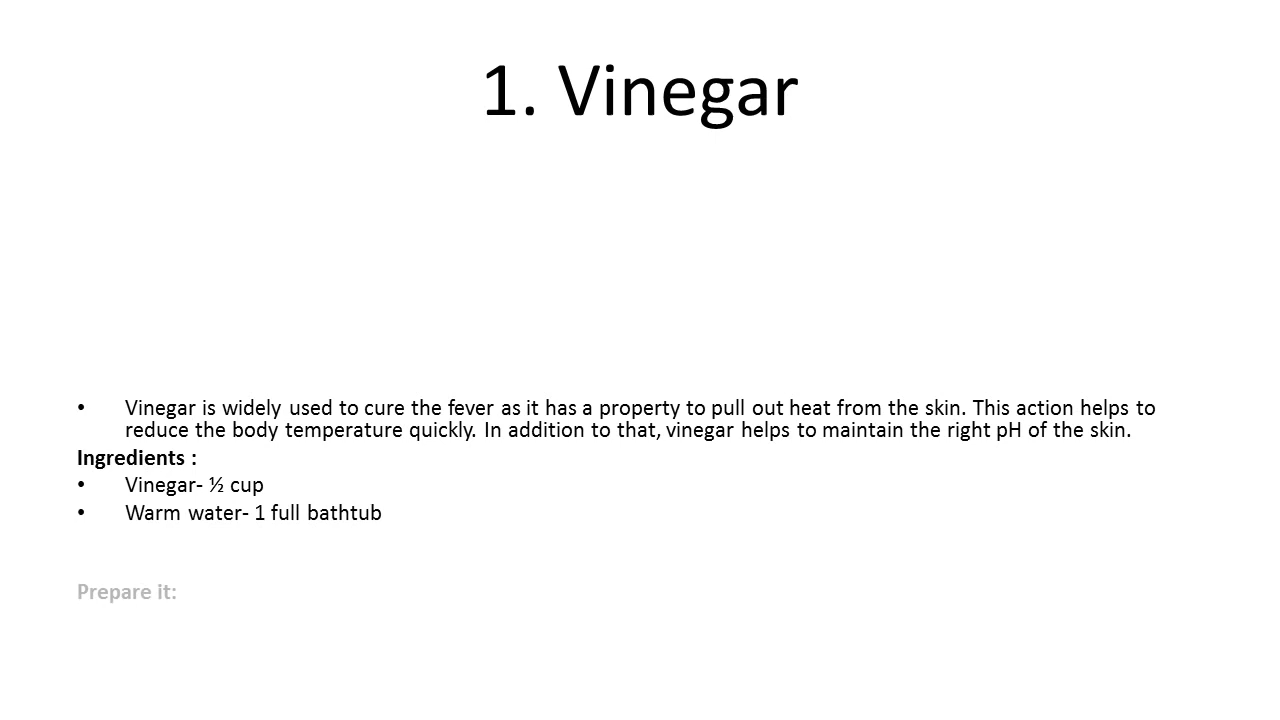 1. Vinegar
• Vinegar is widely used to cure the fever as it has a property to pull out heat from the skin. This action helps to
reduce the body temperature quickly. In addition to that, vinegar helps to maintain the right pH of the skin.
Ingredients :
• Vinegar- ½ cup
• Warm water- 1 full bathtub
Prepare it: